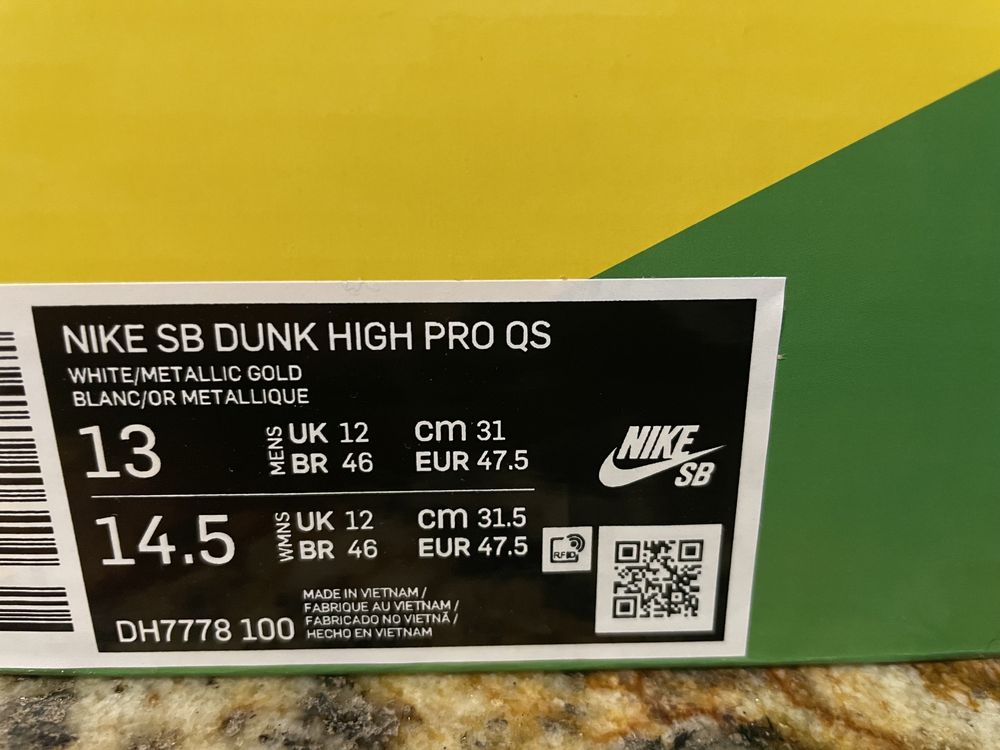 NIKE SB DUNK HIGH PRO QS
WHITE/METALLIC GOLD
BLANC/OR METALLIQUE
13 MENS UK 12 cm 31
BR 46 EUR 47.5
NIKE
SB
14.5 WMNS UK 12 cm 31.5
BR 46 EUR 47.5
RFID
MADE IN VIETNAM /
FABRIQUE AU VIETNAM /
FABRICADO NO VIETNÃ /
HECHO EN VIETNAM
DH7778 100